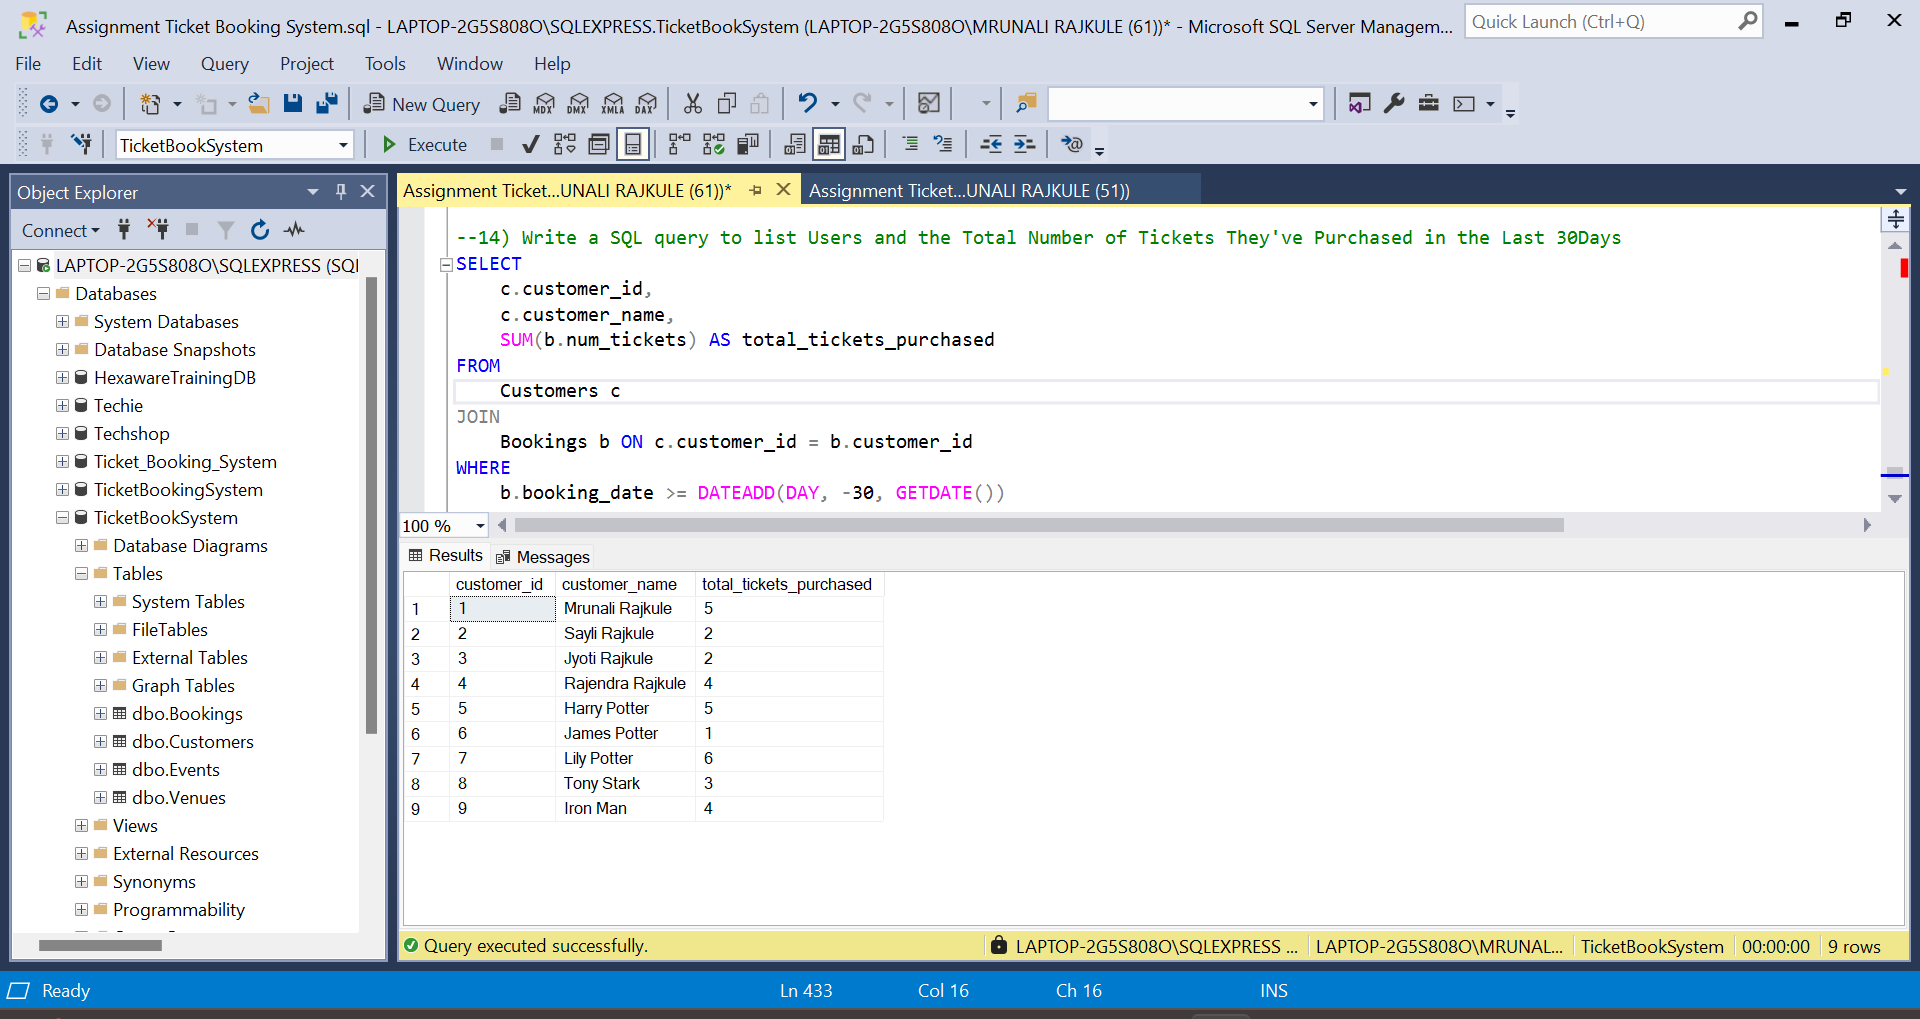 Assignment Ticket Booking System.sql - LAPTOP-2G5S808O\SQLEXPRESS.TicketBookSystem (LAPTOP-2G5S808O\MRUNALI RAJKULE (61))* - Microsoft SQL Server Managem...
Quick Launch (Ctrl+Q)
File Edit View Query Project Tools Window Help
New Query MDX DMX XMLA DAX
TicketBookSystem Execute
Object Explorer
Assignment Ticket...UNALI RAJKULE (61))* Assignment Ticket...UNALI RAJKULE (51))
Connect
LAPTOP-2G5S808O\SQLEXPRESS (SQl
Databases
System Databases
Database Snapshots
HexawareTrainingDB
Techie
Techshop
Ticket_Booking_System
TicketBookingSystem
TicketBookSystem
Database Diagrams
Tables
System Tables
FileTables
External Tables
Graph Tables
dbo.Bookings
dbo.Customers
dbo.Events
dbo.Venues
Views
External Resources
Synonyms
Programmability
--14) Write a SQL query to list Users and the Total Number of Tickets They've Purchased in the Last 30Days
SELECT
c.customer_id,
c.customer_name,
SUM(b.num_tickets) AS total_tickets_purchased
FROM
Customers c
JOIN
Bookings b ON c.customer_id = b.customer_id
WHERE
b.booking_date >= DATEADD(DAY, -30, GETDATE())
100 %
Results Messages
customer_id customer_name total_tickets_purchased
1 1 Mrunali Rajkule 5
2 2 Sayli Rajkule 2
3 3 Jyoti Rajkule 2
4 4 Rajendra Rajkule 4
5 5 Harry Potter 5
6 6 James Potter 1
7 7 Lily Potter 6
8 8 Tony Stark 3
9 9 Iron Man 4
Query executed successfully. LAPTOP-2G5S808O\SQLEXPRESS ... LAPTOP-2G5S808O\MRUNAL... TicketBookSystem 00:00:00 9 rows
Ready Ln 433 Col 16 Ch 16 INS